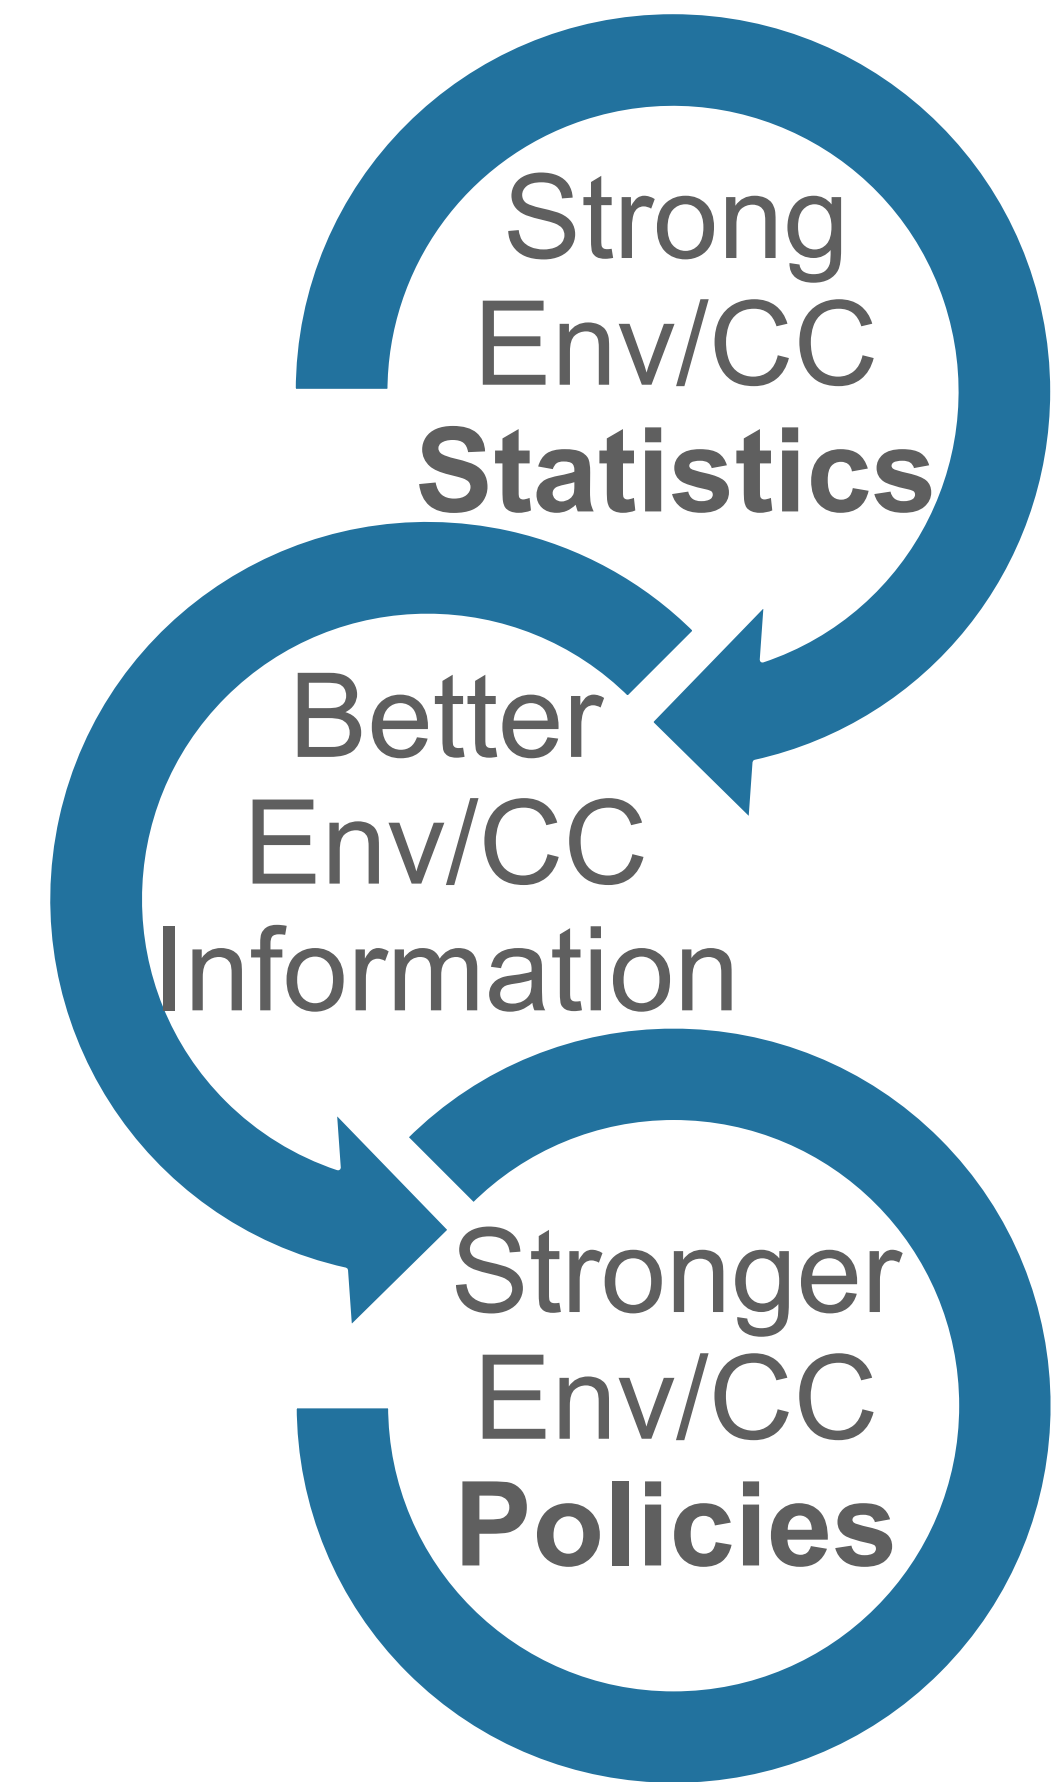 Strong
Env/CC
Statistics
Better
Env/CC
Information
Stronger
Env/CC
Policies